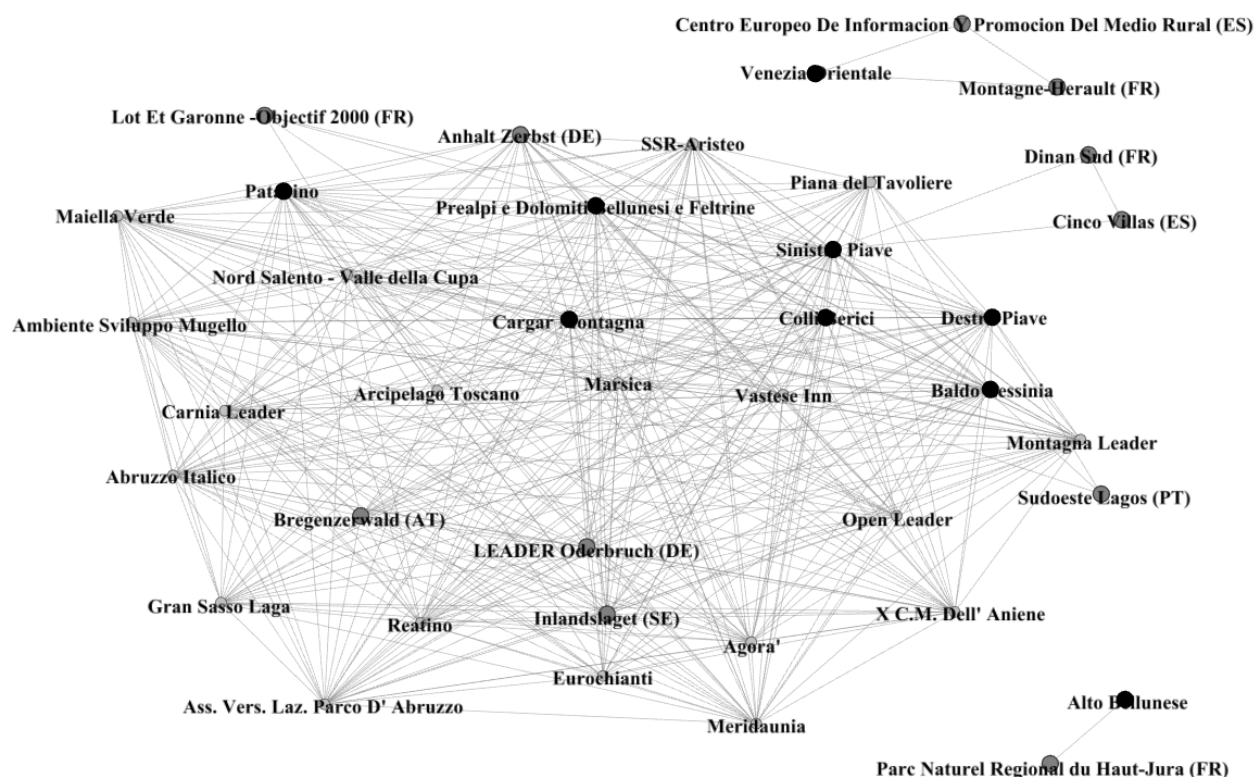 Centro Europeo De Informacion Y Promocion Del Medio Rural (ES)
Venezia Orientale
Montagne-Herault (FR)
Lot Et Garonne -Objectif 2000 (FR)
Anhalt Zerbst (DE)
SSR-Aristeo
Dinan Sud (FR)
Piana del Tavoliere
Patavino
Prealpi e Dolomiti Bellunesi e Feltrine
Maiella Verde
Cinco Villas (ES)
Sinistra Piave
Nord Salento - Valle della Cupa
Ambiente Sviluppo Mugello
Cargar Montagna
Colli Berici
Destra Piave
Marsica
Arcipelago Toscano
Vastese Inn
Baldo Lessinia
Carnia Leader
Montagna Leader
Abruzzo Italico
Sudoeste Lagos (PT)
Bregenzerwald (AT)
Open Leader
LEADER Oderbruch (DE)
Gran Sasso Laga
Reatino
Inlandslaget (SE)
X C.M. Dell' Aniene
Agora'
Eurochianti
Ass. Vers. Laz. Parco D' Abruzzo
Meridaunia
Alto Bellunese
Parc Naturel Regional du Haut-Jura (FR)